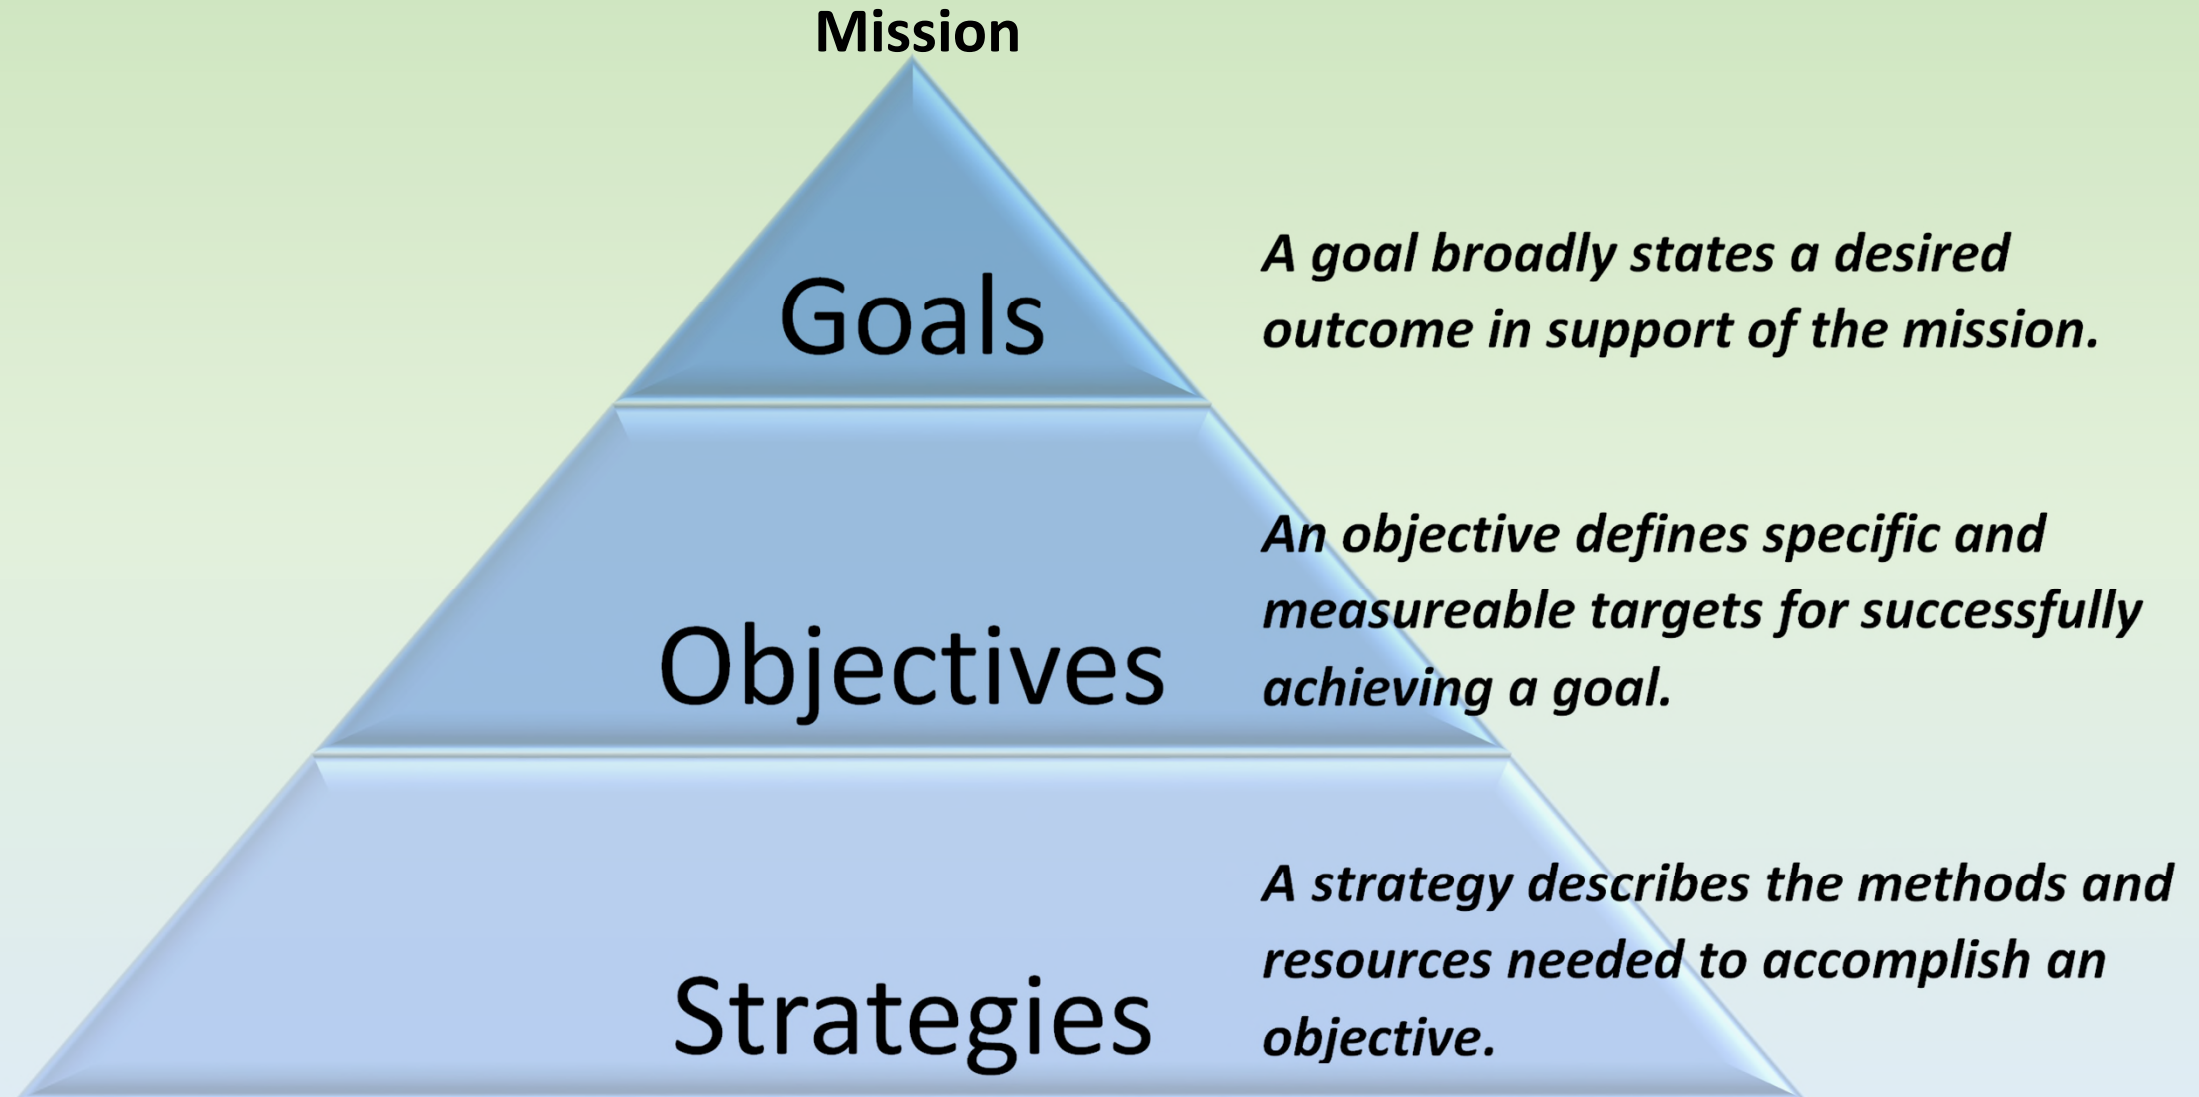 Mission
Goals
A goal broadly states a desired
outcome in support of the mission.
Objectives
An objective defines specific and
measureable targets for successfully
achieving a goal.
Strategies
A strategy describes the methods and
resources needed to accomplish an
objective.